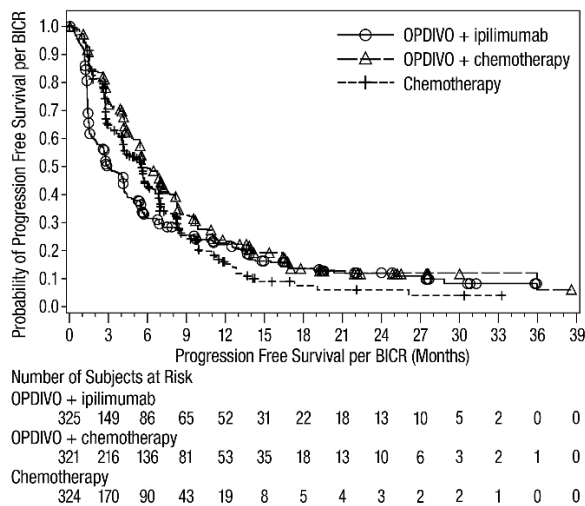 Probability of Progression Free Survival per BICR
1.0
0.9
0.8
0.7
0.6
0.5
0.4
0.3
0.2
0.1
0.0
OPDIVO + ipilimumab
OPDIVO + chemotherapy
Chemotherapy
0 3 6 9 12 15 18 21 24 27 30 33 36 39
Progression Free Survival per BICR (Months)
Number of Subjects at Risk
OPDIVO + ipilimumab
325 149 86 65 52 31 22 18 13 10 5 2 0 0
OPDIVO + chemotherapy
321 216 136 81 53 35 18 13 10 6 3 2 1 0
Chemotherapy
324 170 90 43 19 8 5 4 3 2 2 1 0 0